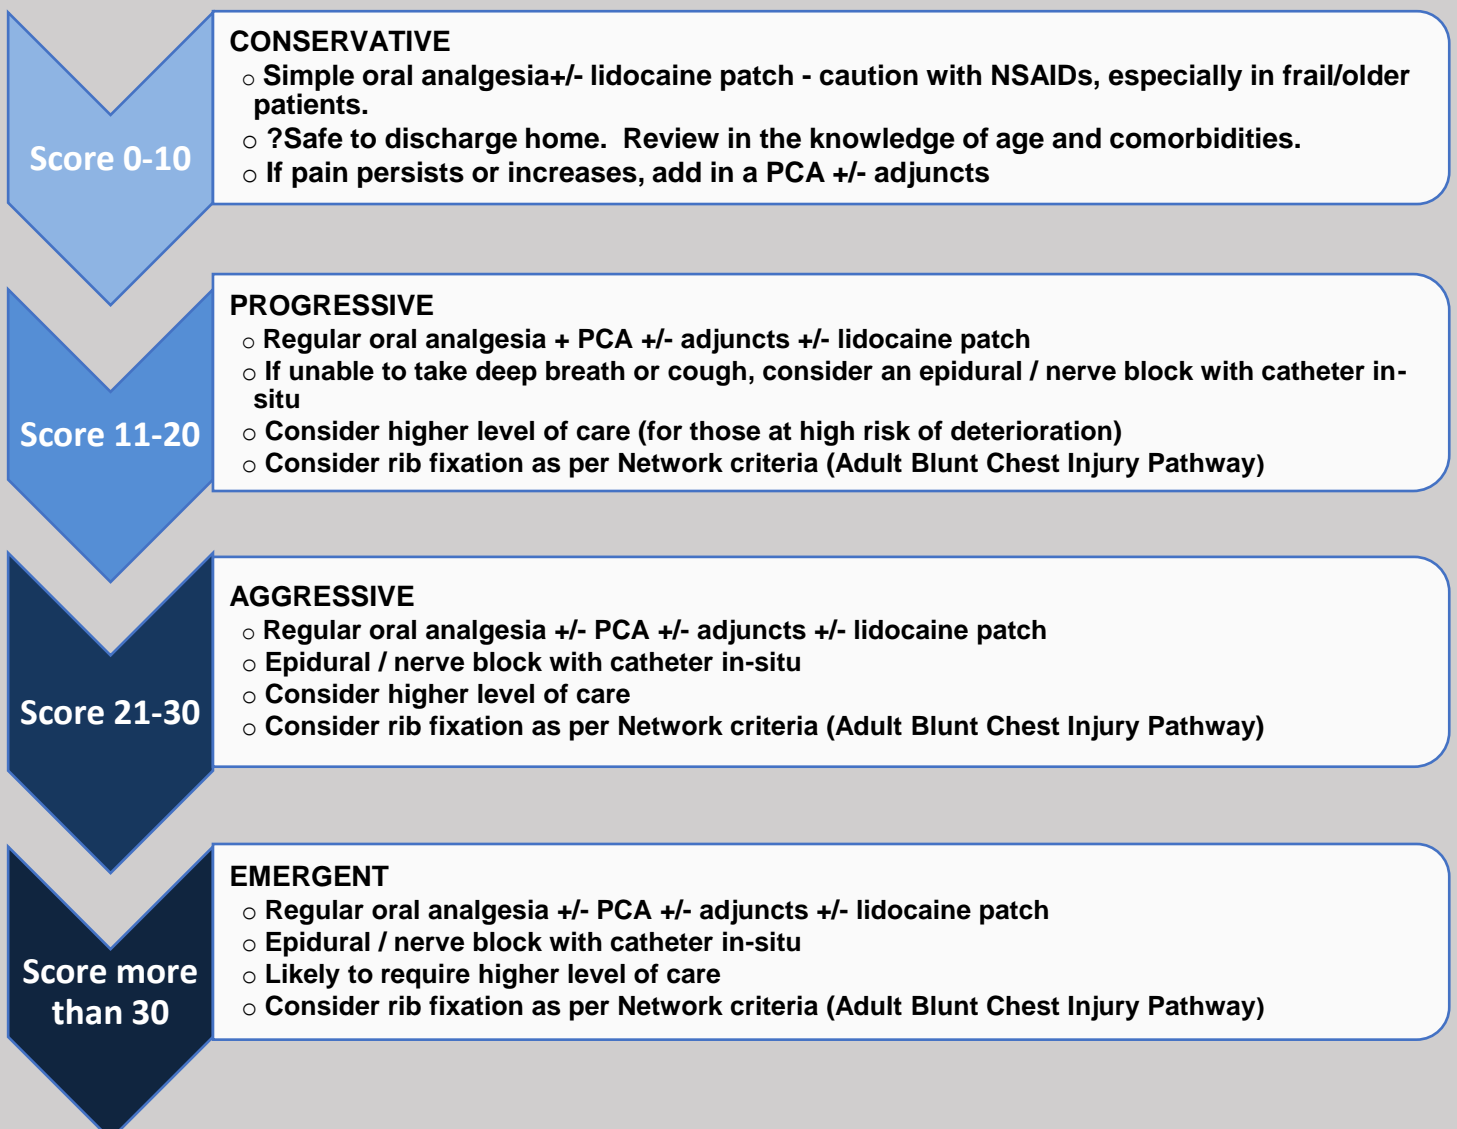 CONSERVATIVE
○ Simple oral analgesia+/- lidocaine patch - caution with NSAIDs, especially in frail/older
patients.
○ ?Safe to discharge home.  Review in the knowledge of age and comorbidities.
○ If pain persists or increases, add in a PCA +/- adjuncts
Score 0-10
PROGRESSIVE
○ Regular oral analgesia + PCA +/- adjuncts +/- lidocaine patch
○ If unable to take deep breath or cough, consider an epidural / nerve block with catheter in-
situ
○ Consider higher level of care (for those at high risk of deterioration)
○ Consider rib fixation as per Network criteria (Adult Blunt Chest Injury Pathway)
Score 11-20
AGGRESSIVE
○ Regular oral analgesia +/- PCA +/- adjuncts +/- lidocaine patch
○ Epidural / nerve block with catheter in-situ
○ Consider higher level of care
○ Consider rib fixation as per Network criteria (Adult Blunt Chest Injury Pathway)
Score 21-30
EMERGENT
○ Regular oral analgesia +/- PCA +/- adjuncts +/- lidocaine patch
○ Epidural / nerve block with catheter in-situ
○ Likely to require higher level of care
○ Consider rib fixation as per Network criteria (Adult Blunt Chest Injury Pathway)
Score more
than 30